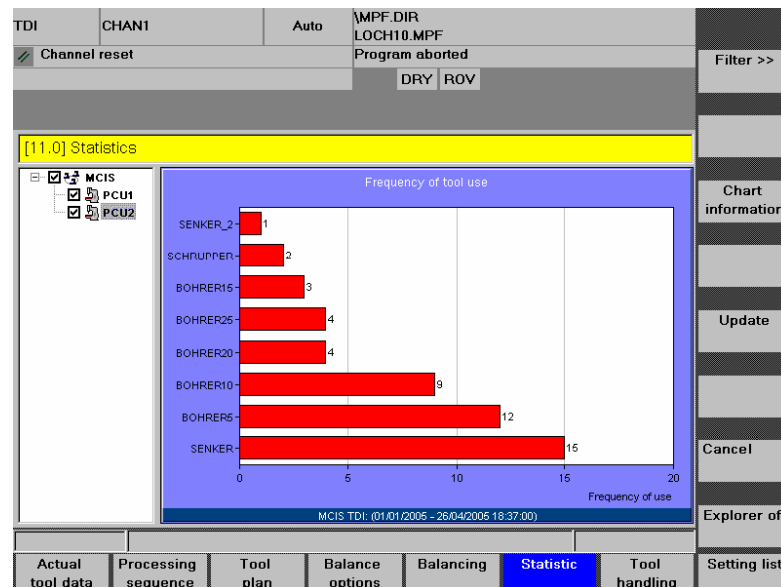 TDI CHAN1 Auto \MPF.DIR
LOCH10.MPF
Channel reset Program aborted
DRY ROV
Filter >>
[11.0] Statistics
MCIS
PCU1
PCU2
Frequency of tool use
Chart
information
SENKER_2 1
SCHRUPPER 2
BOHRER15 3
BOHRER25 4
Update
BOHRER20 4
BOHRER10 9
BOHRER5 12
SENKER 15
Cancel
0 5 10 15 20
Frequency of use
MCIS TDI: (01/01/2005 - 26/04/2005 18:37:00)
Explorer of
Actual
tool data
Processing
sequence
Tool
plan
Balance
options
Balancing
Statistic
Tool
handling
Setting lis